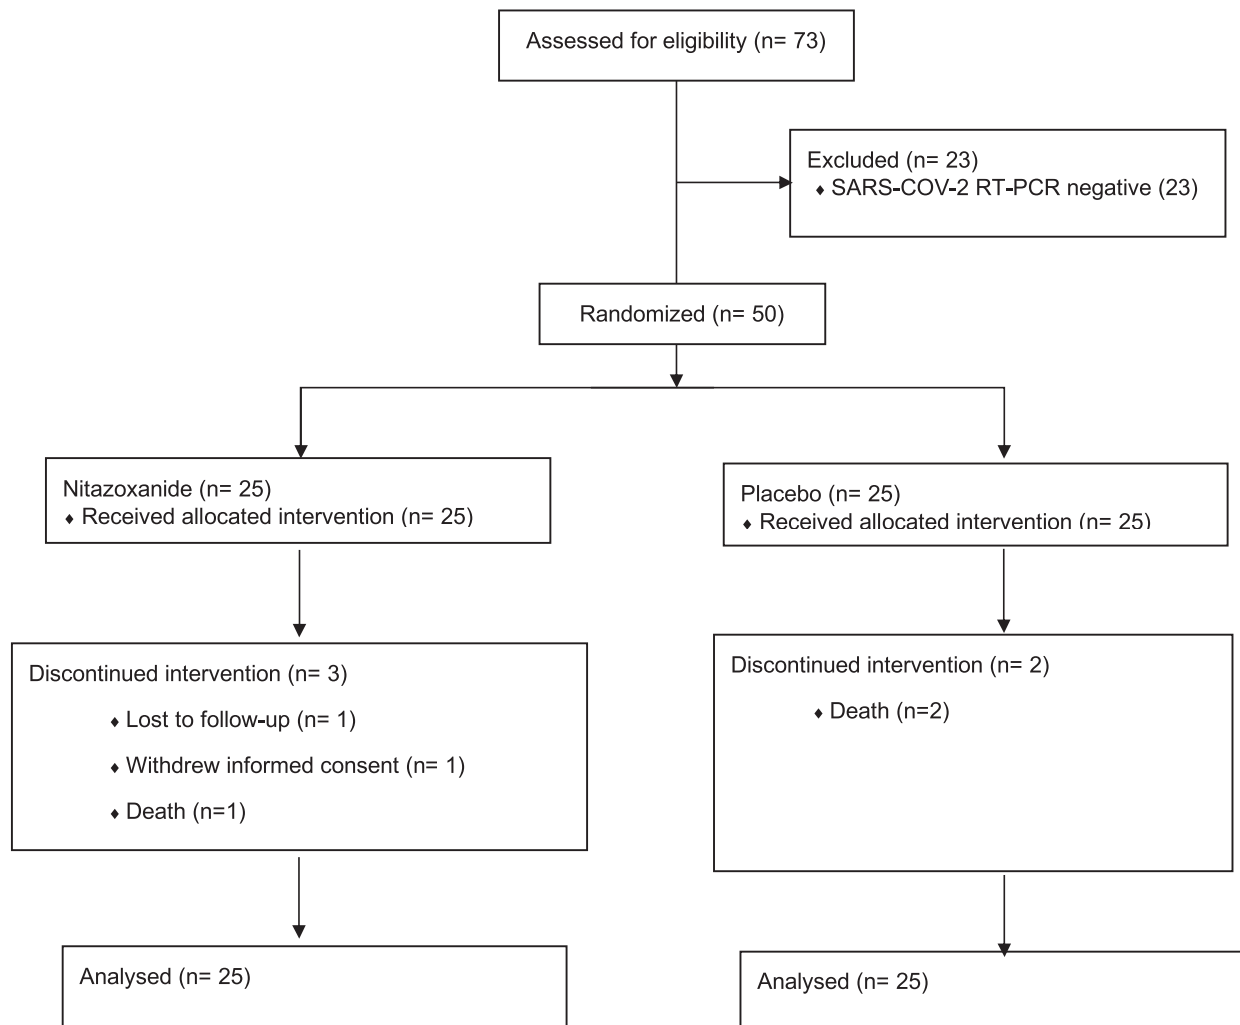 Assessed for eligibility (n= 73)
Excluded (n= 23)
♦ SARS-COV-2 RT-PCR negative (23)
Randomized (n= 50)
Nitazoxanide (n= 25)
♦ Received allocated intervention (n= 25)
Placebo (n= 25)
♦ Received allocated intervention (n= 25)
Discontinued intervention (n= 3)
♦ Lost to follow-up (n= 1)
♦ Withdrew informed consent (n= 1)
♦ Death (n=1)
Discontinued intervention (n= 2)
♦ Death (n=2)
Analysed (n= 25)
Analysed (n= 25)